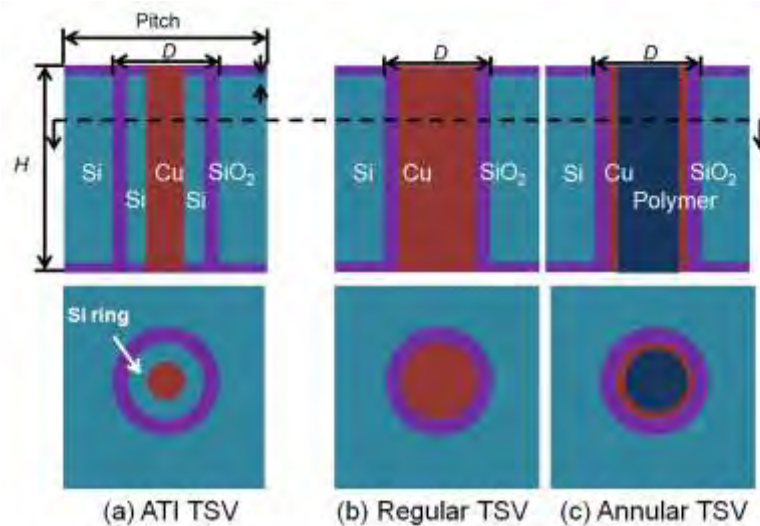 Pitch
D D D
H
Si Cu SiO₂ Si Cu SiO₂ Si Cu SiO₂
Si Si Polymer
Si ring
(a) ATI TSV (b) Regular TSV (c) Annular TSV